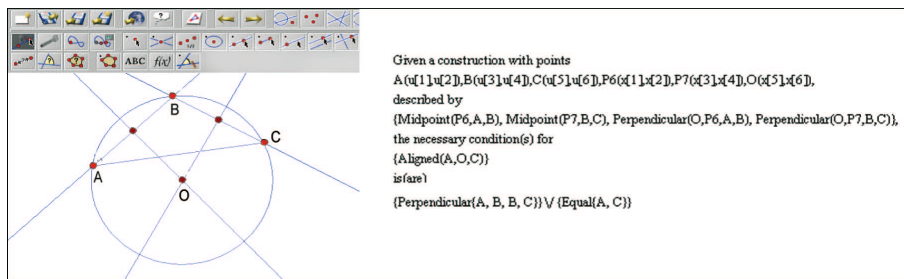 ABC f(x)
B
C
A
O
Given a construction with points
A(u[1],u[2]),B(u[3],u[4]),C(u[5],u[6]),P6(x[1],x[2]),P7(x[3],x[4]),O(x[5],x[6]),
described by
{Midpoint(P6,A,B), Midpoint(P7,B,C), Perpendicular(O,P6,A,B), Perpendicular(O,P7,B,C)},
the necessary condition(s) for
{Aligned(A,O,C)}
is(are)
{Perpendicular{A, B, B, C}} \/ {Equal{A, C}}